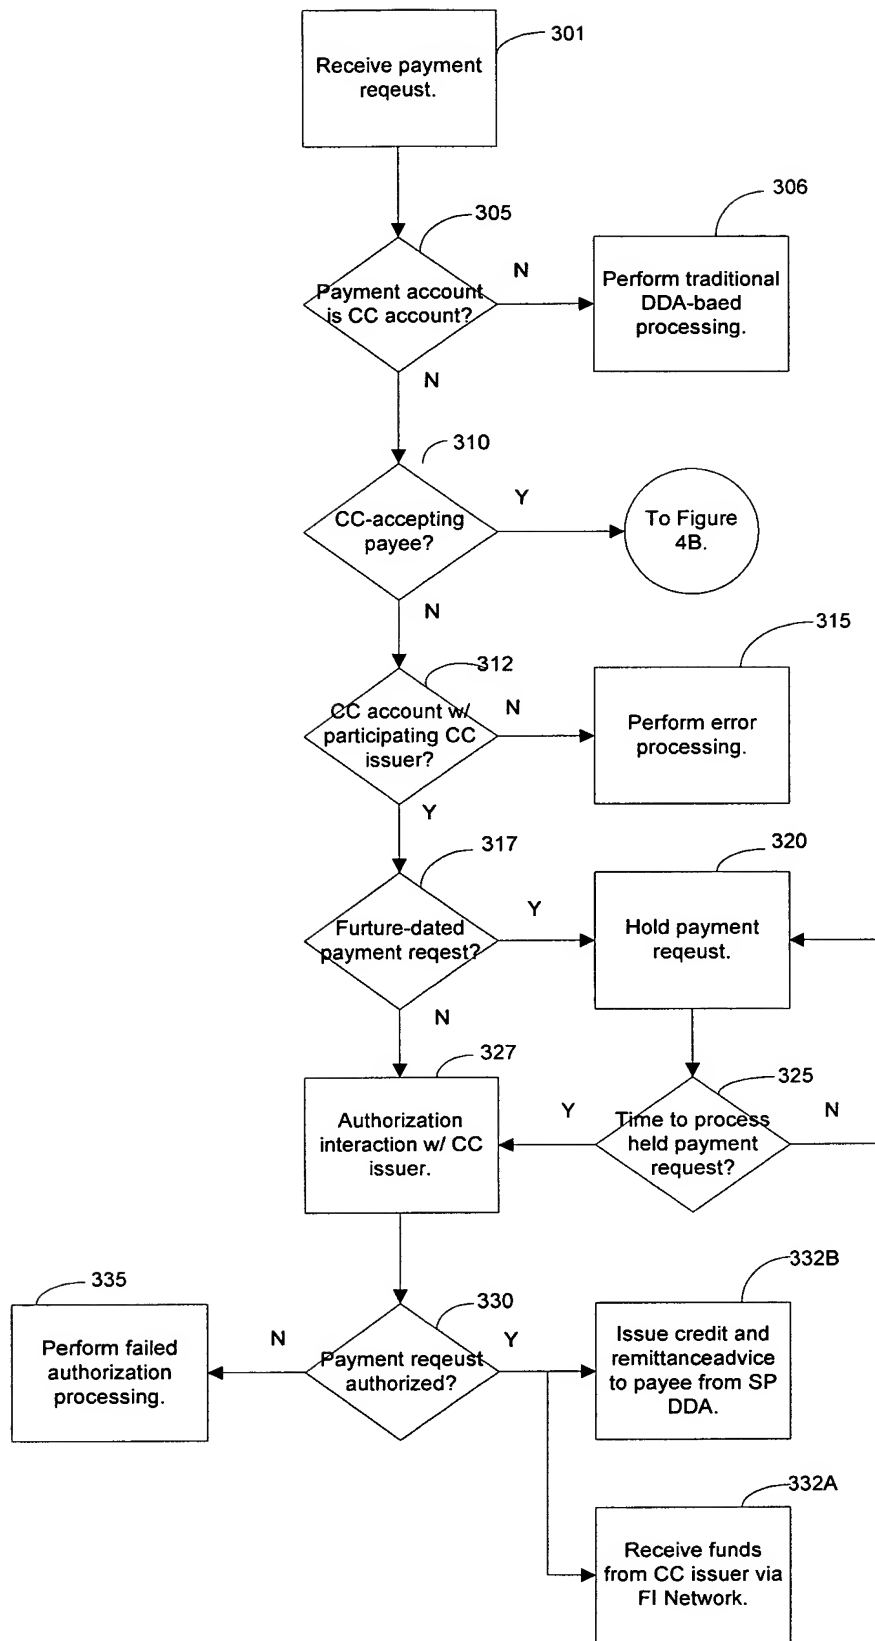 301
Receive payment
reqeust.
305
306
Payment account
is CC account?
N
Perform traditional
DDA-baed
processing.
N
310
CC-accepting
payee?
Y
To Figure
4B.
N
312
315
CC account w/
participating CC
issuer?
N
Perform error
processing.
Y
317
320
Furture-dated
payment reqest?
Y
Hold payment
reqeust.
N
327
325
Authorization
interaction w/ CC
issuer.
Y
Time to process
held payment
request?
N
335
330
332B
Perform failed
authorization
processing.
N
Payment reqeust
authorized?
Y
Issue credit and
remittanceadvice
to payee from SP
DDA.
332A
Receive funds
from CC issuer via
FI Network.